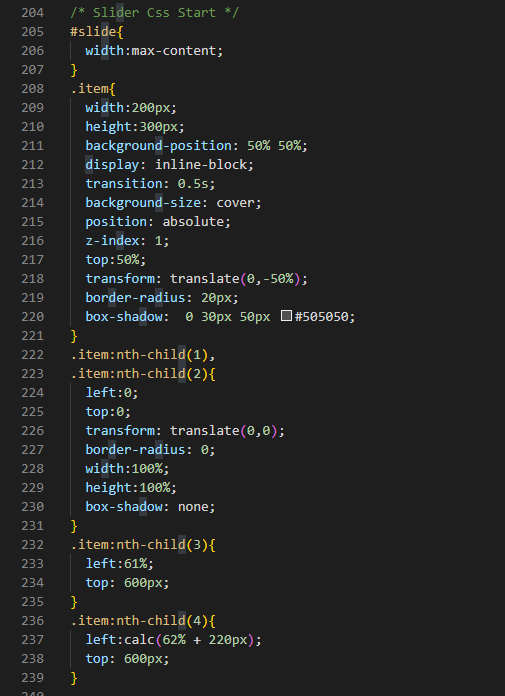 204 /* Slider Css Start */
205 #slide{
206 width:max-content;
207 }
208 .item{
209 width:200px;
210 height:300px;
211 background-position: 50% 50%;
212 display: inline-block;
213 transition: 0.5s;
214 background-size: cover;
215 position: absolute;
216 z-index: 1;
217 top:50%;
218 transform: translate(0,-50%);
219 border-radius: 20px;
220 box-shadow:  0 30px 50px #505050;
221 }
222 .item:nth-child(1),
223 .item:nth-child(2){
224 left:0;
225 top:0;
226 transform: translate(0,0);
227 border-radius: 0;
228 width:100%;
229 height:100%;
230 box-shadow: none;
231 }
232 .item:nth-child(3){
233 left:61%;
234 top: 600px;
235 }
236 .item:nth-child(4){
237 left:calc(62% + 220px);
238 top: 600px;
239 }